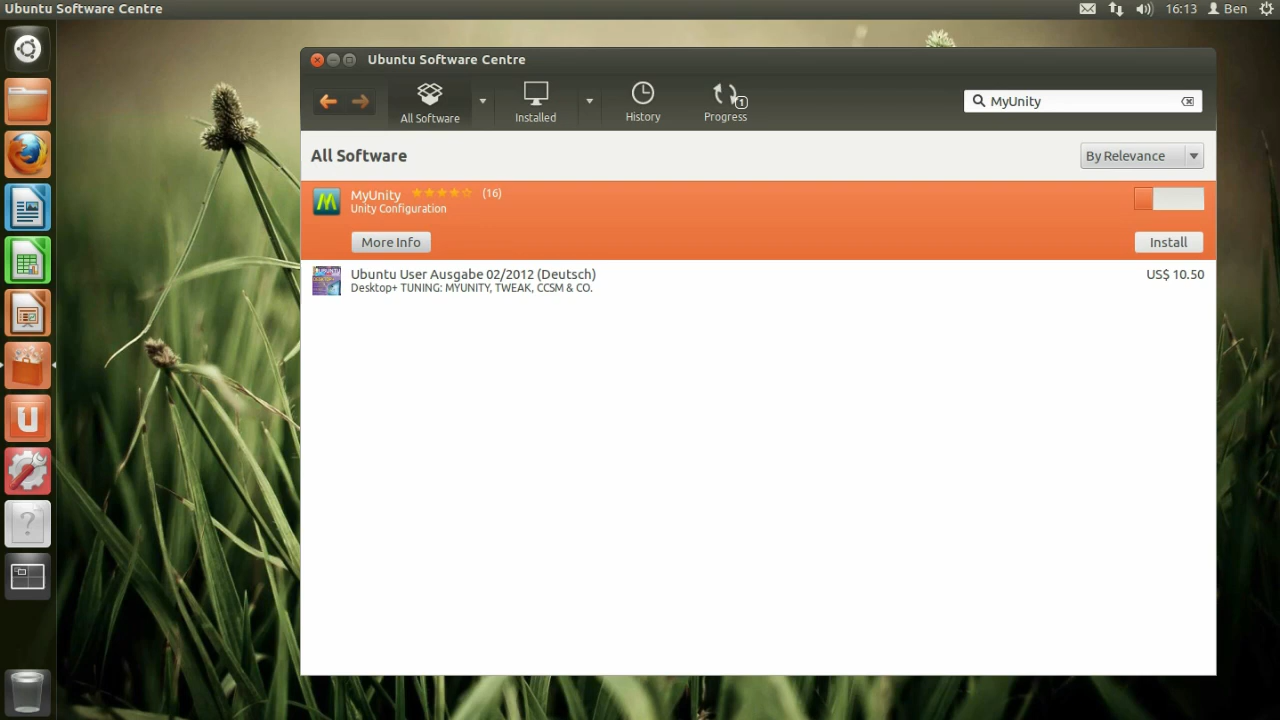 Ubuntu Software Centre
16:13 Ben
Ubuntu Software Centre
All Software
Installed
History
Progress
1
MyUnity
All Software
By Relevance
MyUnity (16)
Unity Configuration
More Info
Install
Ubuntu User Ausgabe 02/2012 (Deutsch)
US$ 10.50
Desktop+ TUNING: MYUNITY, TWEAK, CCSM & CO.